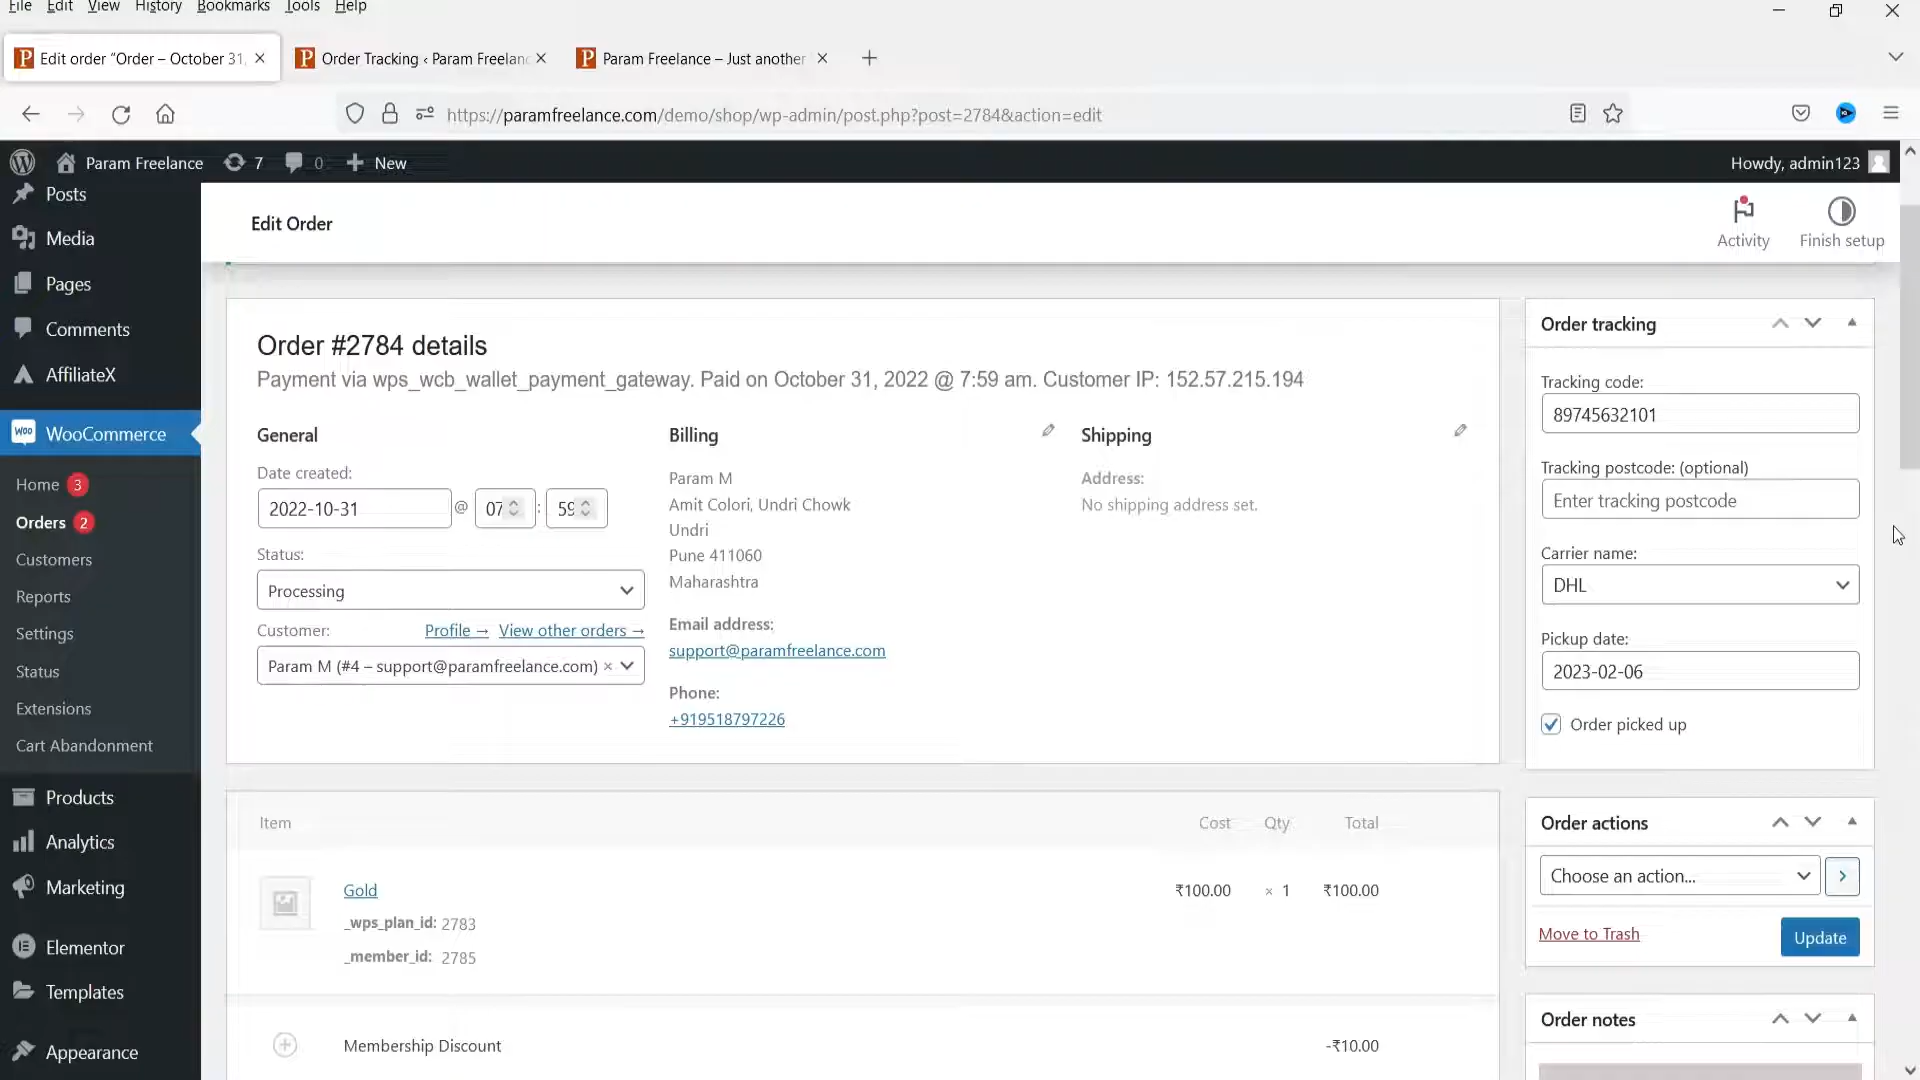 File Edit View History Bookmarks Tools Help
Edit order “Order – October 31,
Order Tracking ‹ Param Freelanc
Param Freelance – Just another
https://paramfreelance.com/demo/shop/wp-admin/post.php?post=2784&action=edit
Param Freelance 7 0 New
Howdy, admin123
Posts
Media
Pages
Comments
AffiliateX
WooCommerce
Home 3
Orders 2
Customers
Reports
Settings
Status
Extensions
Cart Abandonment
Products
Analytics
Marketing
Elementor
Templates
Appearance
Edit Order
Activity
Finish setup
Order #2784 details
Payment via wps_wcb_wallet_payment_gateway. Paid on October 31, 2022 @ 7:59 am. Customer IP: 152.57.215.194
General
Date created:
2022-10-31 @ 07 : 59
Status:
Processing
Customer: Profile → View other orders →
Param M (#4 – support@paramfreelance.com) ×
Billing
Param M
Amit Colori, Undri Chowk
Undri
Pune 411060
Maharashtra
Email address:
support@paramfreelance.com
Phone:
+919518797226
Shipping
Address:
No shipping address set.
Item Cost Qty Total
Gold ₹100.00 × 1 ₹100.00
_wps_plan_id: 2783
_member_id: 2785
Membership Discount -₹10.00
Order tracking
Tracking code:
89745632101
Tracking postcode: (optional)
Enter tracking postcode
Carrier name:
DHL
Pickup date:
2023-02-06
Order picked up
Order actions
Choose an action...
Move to Trash
Update
Order notes